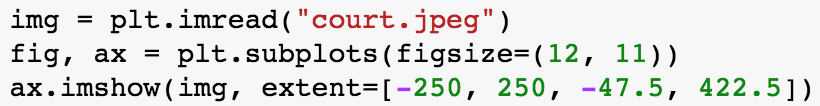 img = plt.imread("court.jpeg")
fig, ax = plt.subplots(figsize=(12, 11))
ax.imshow(img, extent=[-250, 250, -47.5, 422.5])